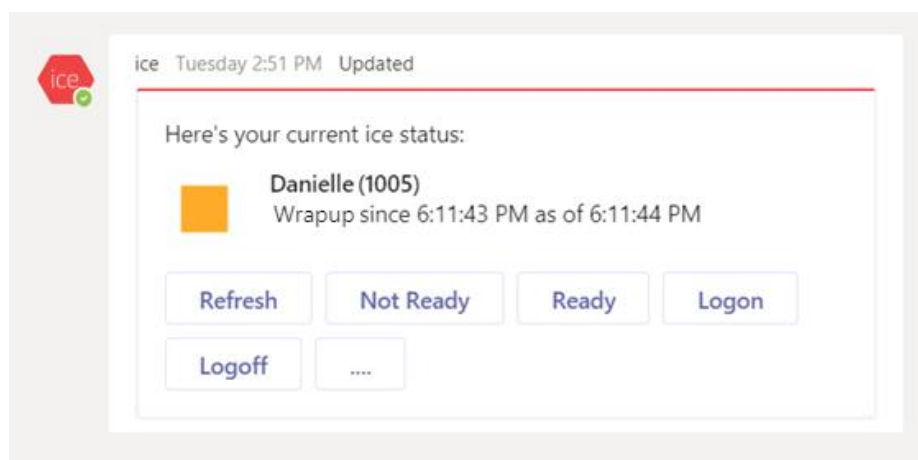 ice
ice Tuesday 2:51 PM Updated
Here's your current ice status:
Danielle (1005)
Wrapup since 6:11:43 PM as of 6:11:44 PM
Refresh Not Ready Ready Logon
Logoff ....